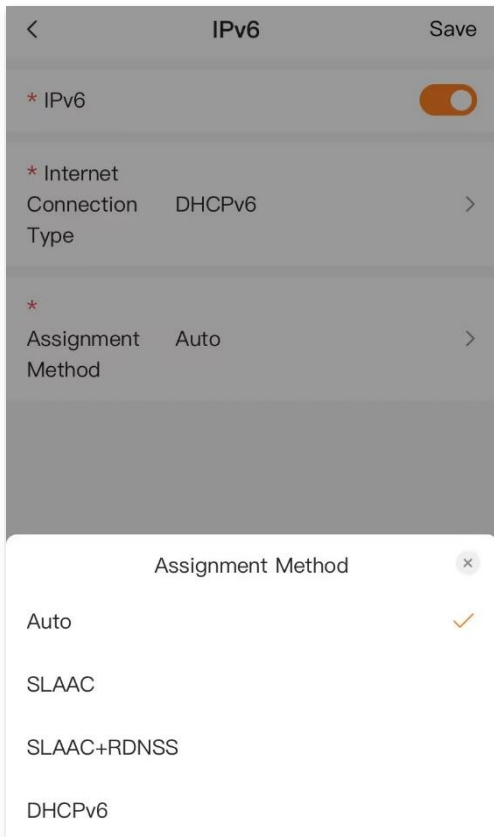 IPv6 Save
* IPv6
* Internet
Connection DHCPv6
Type
*
Assignment Auto
Method
Assignment Method
Auto
SLAAC
SLAAC+RDNSS
DHCPv6